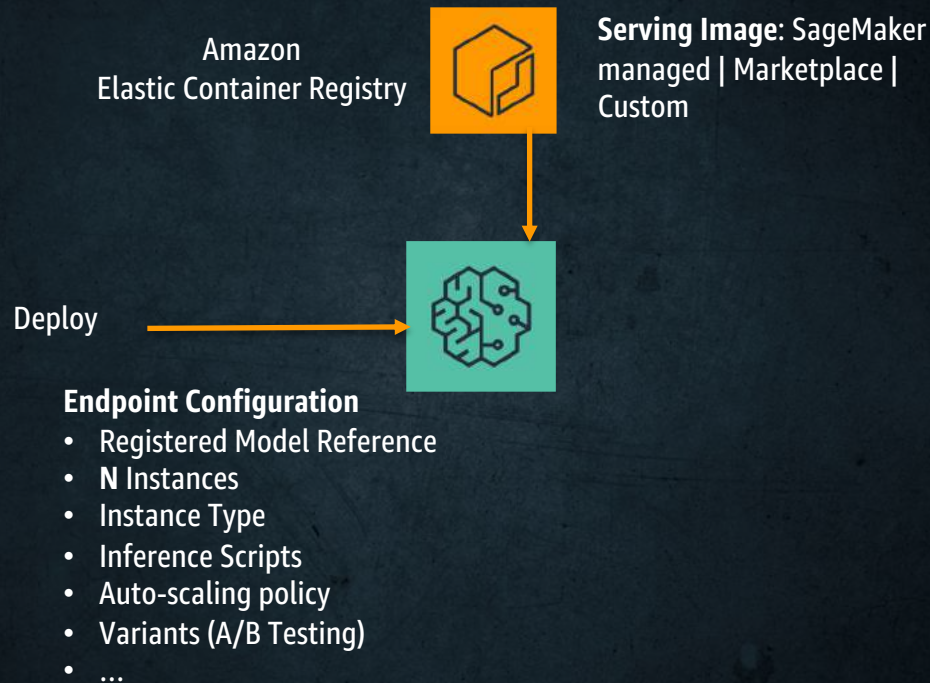 Amazon
Elastic Container Registry
Serving Image: SageMaker
managed | Marketplace |
Custom
Deploy
Endpoint Configuration
• Registered Model Reference
• N Instances
• Instance Type
• Inference Scripts
• Auto-scaling policy
• Variants (A/B Testing)
• ...